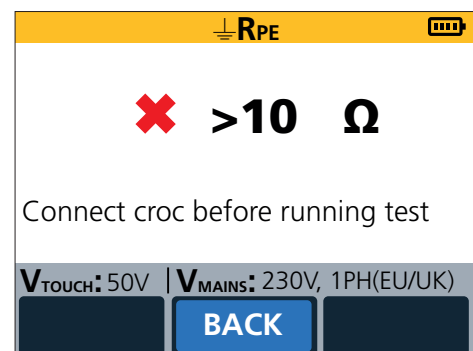 ⏚RPE
✖ >10 Ω
Connect croc before running test
VTOUCH: 50V | VMAINS: 230V, 1PH(EU/UK)
BACK